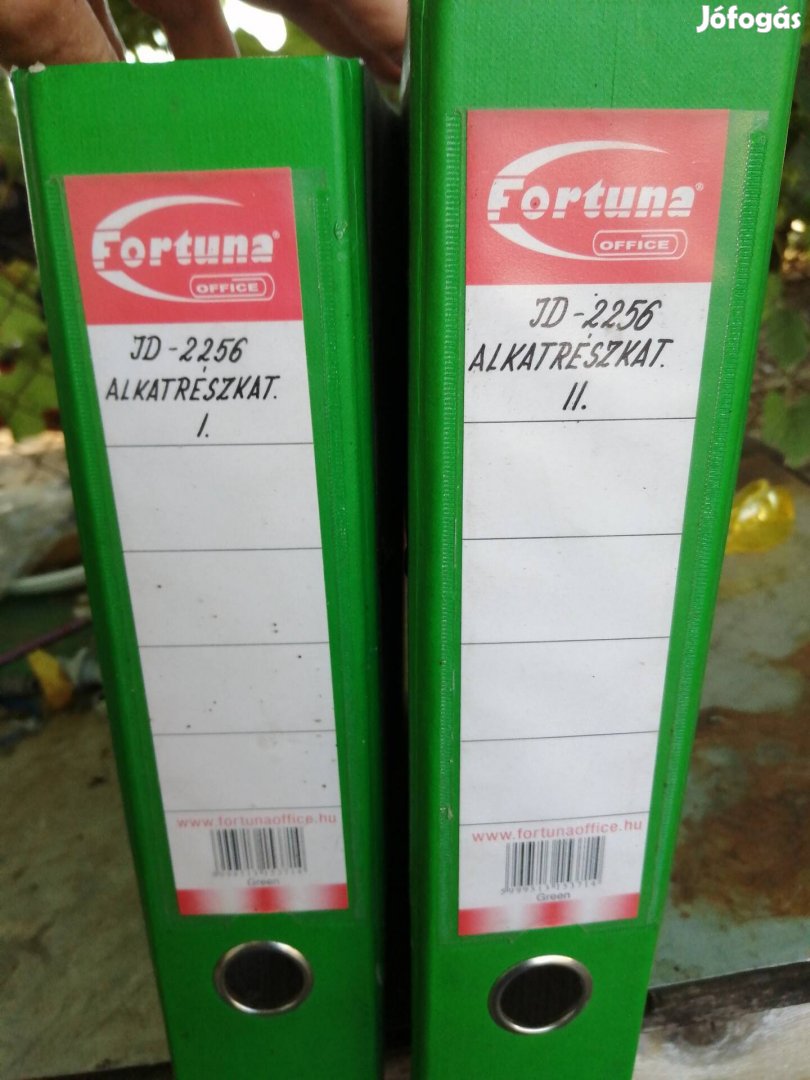 Jófogás
Fortuna®
OFFICE
JD-2256
ALKATRÉSZKAT.
I.
www.fortunaoffice.hu
Green
Fortuna®
OFFICE
JD-2256
ALKATRÉSZKAT.
II.
www.fortunaoffice.hu
Green